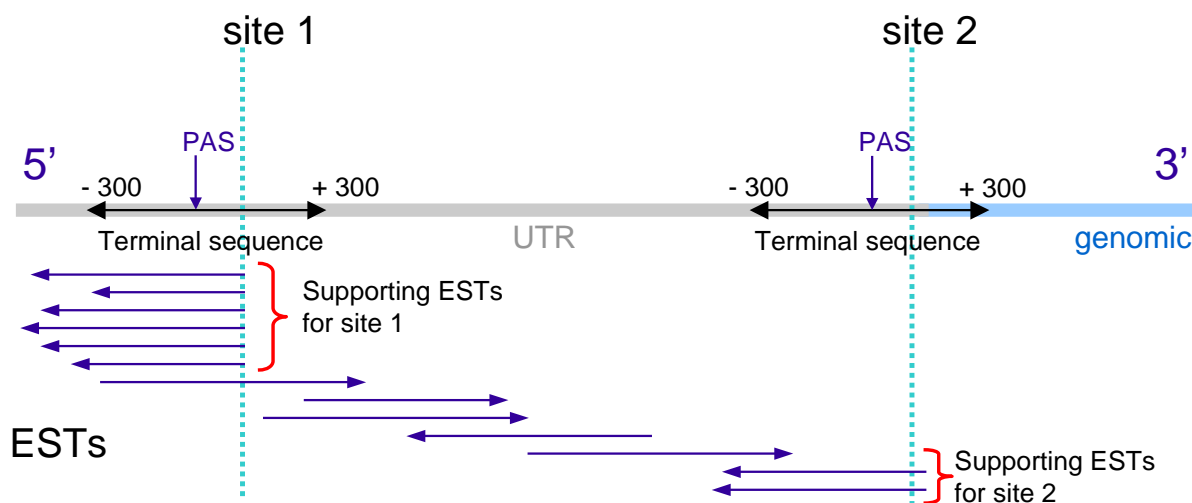 site 1
site 2
PAS
PAS
5’
3’
- 300
+ 300
- 300
+ 300
Terminal sequence
UTR
Terminal sequence
genomic
Supporting ESTs
for site 1
ESTs
Supporting ESTs
for site 2